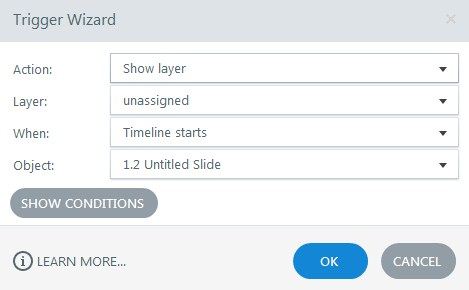 Trigger Wizard
Action: Show layer
Layer: unassigned
When: Timeline starts
Object: 1.2 Untitled Slide
SHOW CONDITIONS
LEARN MORE... OK CANCEL